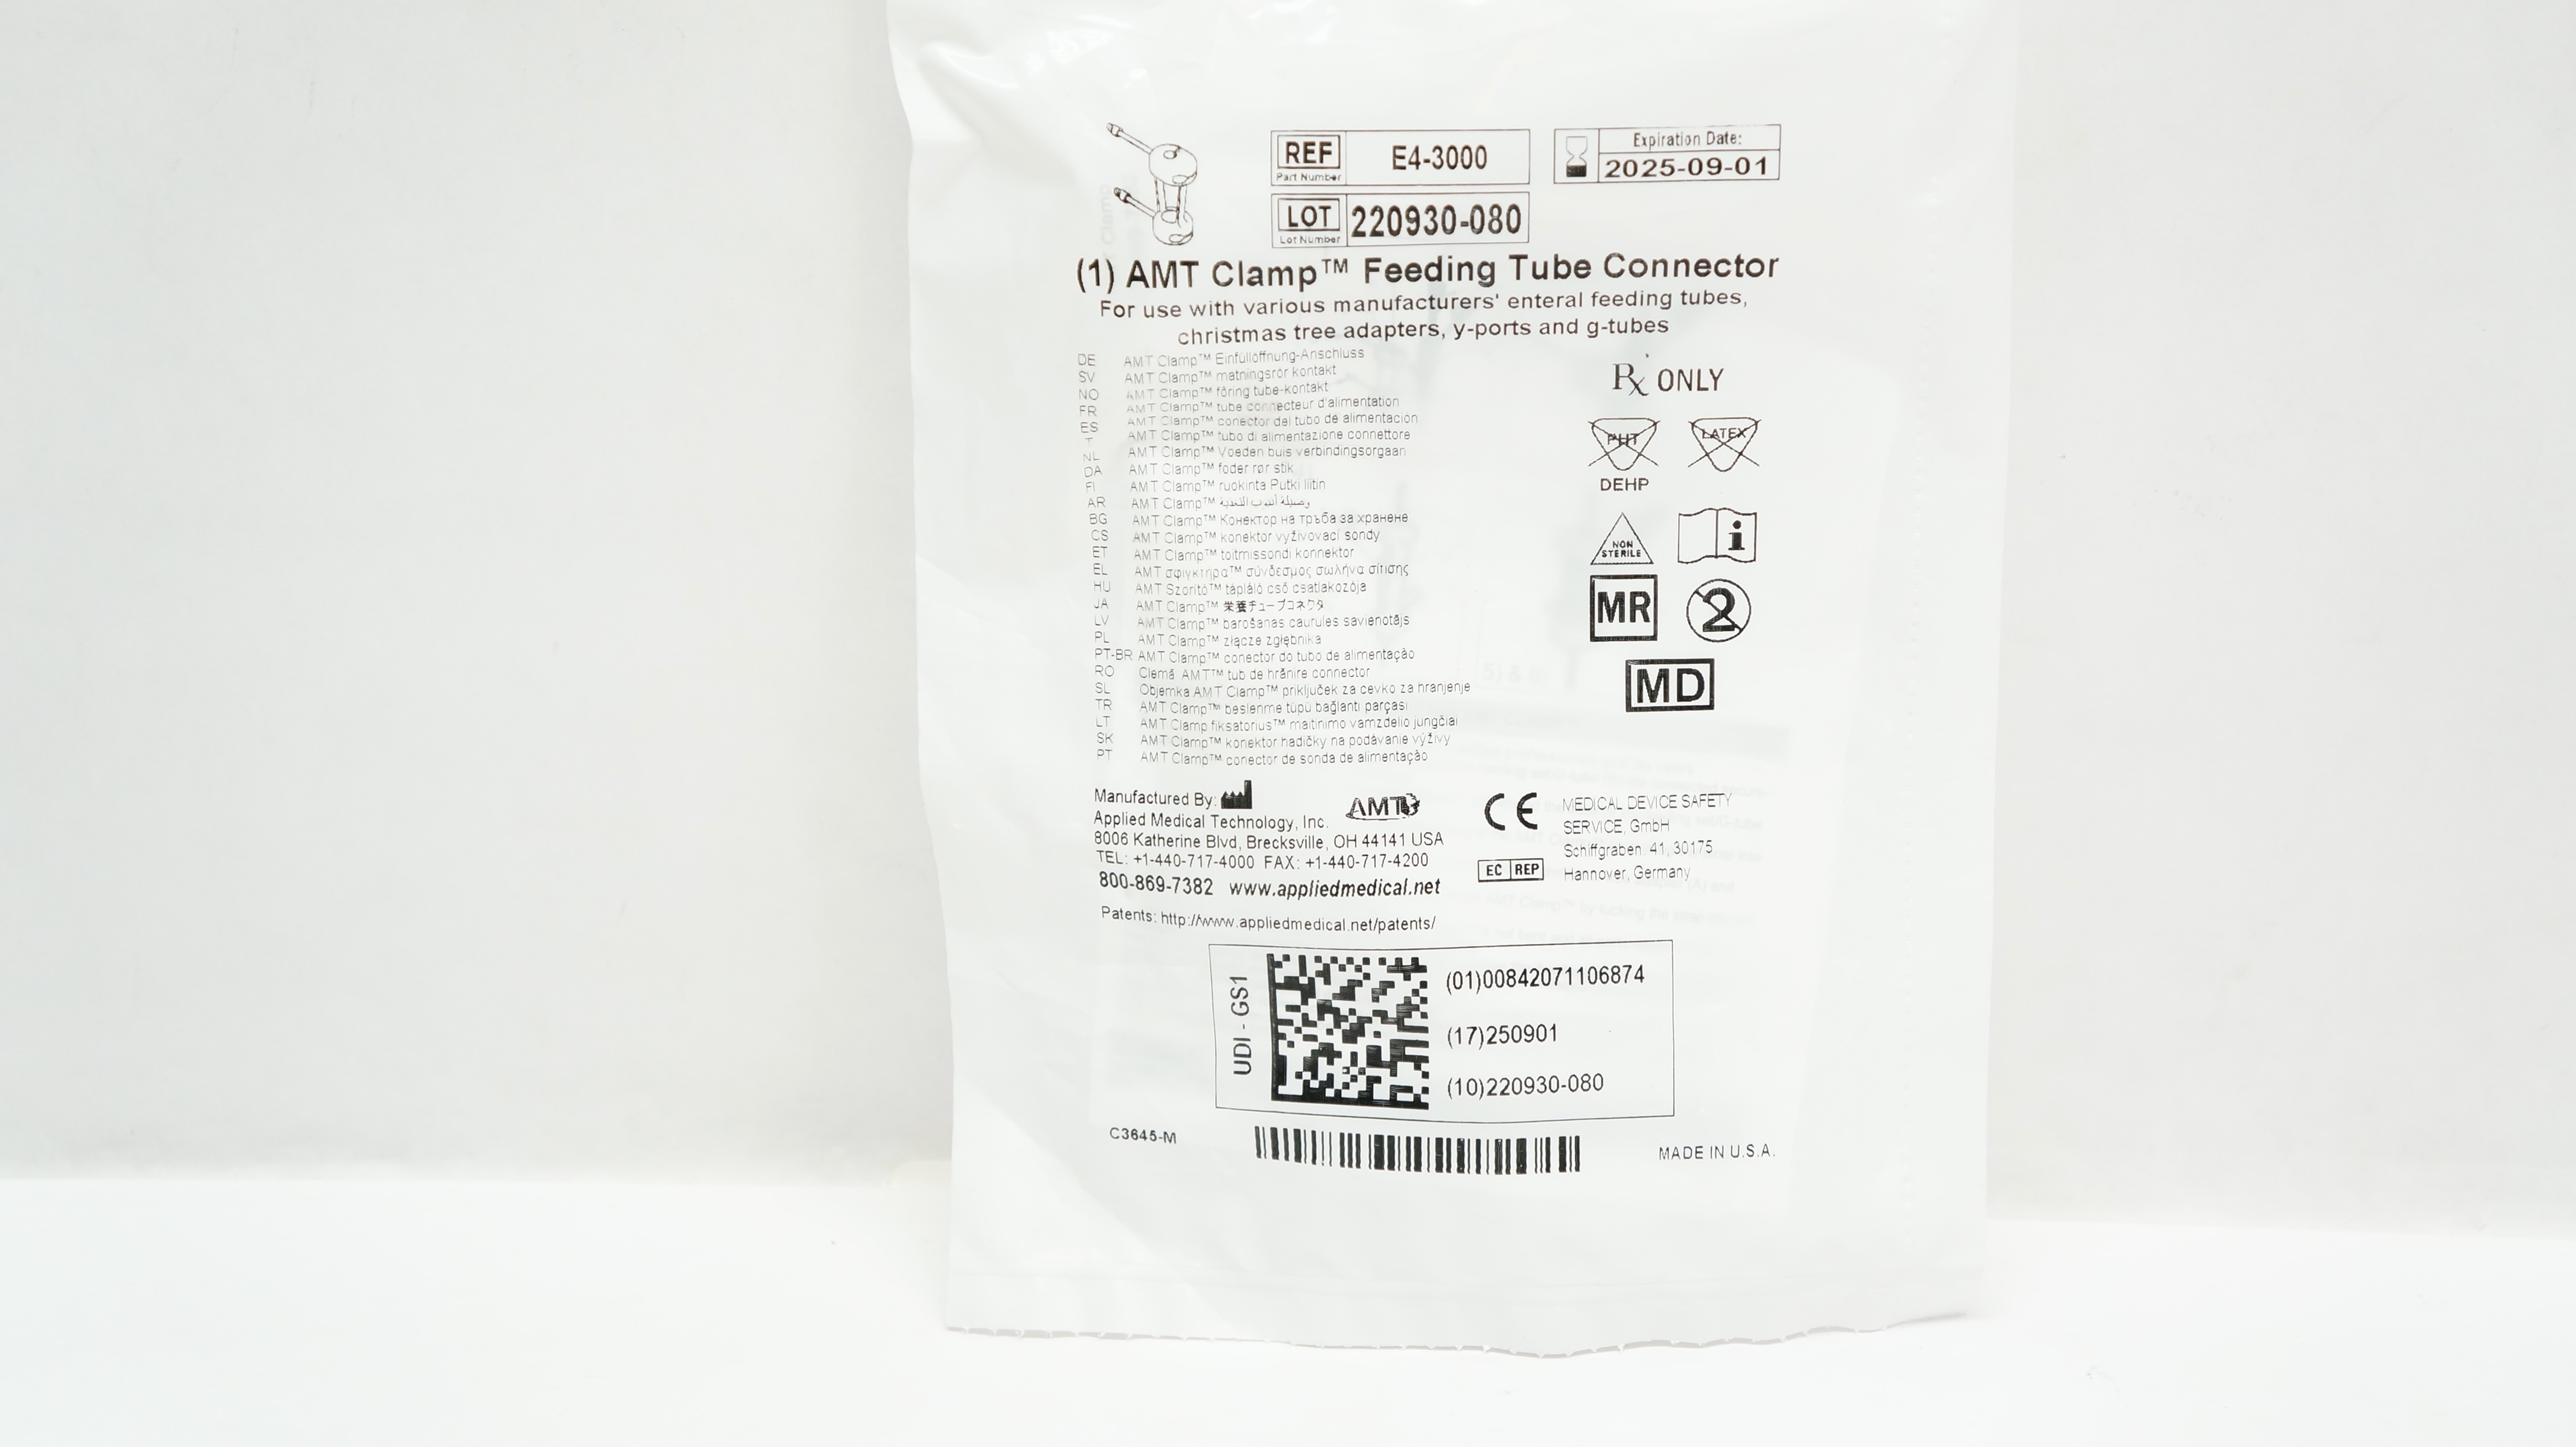 REF
Part Number
E4-3000
Expiration Date:
2025-09-01
LOT
Lot Number
220930-080
(1) AMT Clamp™ Feeding Tube Connector
For use with various manufacturers' enteral feeding tubes,
christmas tree adapters, y-ports and g-tubes
DE AMT Clamp™ Einfüllöffnung-Anschluss
SV AMT Clamp™ matningsrör kontakt
NO AMT Clamp™ fôring tube-kontakt
FR AMT Clamp™ tube connecteur d'alimentation
ES AMT Clamp™ conector del tubo de alimentación
T AMT Clamp™ tubo di alimentazione connettore
NL AMT Clamp™ Voeden buis verbindingsorgaan
DA AMT Clamp™ foder rør stik
FI AMT Clamp™ ruokinta Putki liitin
AR AMT Clamp™ وصيلة أنبوب التغذية
BG AMT Clamp™ Конектор на тръба за хранене
CS AMT Clamp™ konektor vyživovací sondy
ET AMT Clamp™ toitmissondi konnektor
EL AMT σφιγκτήρα™ σύνδεσμος σωλήνα σίτισης
HU AMT Szorító™ tápláló cső csatlakozója
JA AMT Clamp™ 栄養チューブコネクタ
LV AMT Clamp™ barošanas caurules savienotājs
PL AMT Clamp™ złącze zgłębnika
PT-BR AMT Clamp™ conector do tubo de alimentação
RO Clemă AMT™ tub de hrănire connector
SL Objemka AMT Clamp™ priključek za cevko za hranjenje
TR AMT Clamp™ beslenme tüpü bağlantı parçası
LT AMT Clamp fiksatorius™ maitinimo vamzdelio jungčiai
SK AMT Clamp™ konektor hadičky na podávanie výživy
PT AMT Clamp™ conector de sonda de alimentação
Rx ONLY
PHT
LATEX
DEHP
NON
STERILE
i
MR
2
MD
Manufactured By:
AMT
Applied Medical Technology, Inc.
8006 Katherine Blvd, Brecksville, OH 44141 USA
TEL: +1-440-717-4000 FAX: +1-440-717-4200
800-869-7382 www.appliedmedical.net
Patents: http://www.appliedmedical.net/patents/
CE
EC REP
MEDICAL DEVICE SAFETY
SERVICE, GmbH
Schiffgraben 41, 30175
Hannover, Germany
UDI - GS1
(01)00842071106874
(17)250901
(10)220930-080
C3645-M
MADE IN U.S.A.